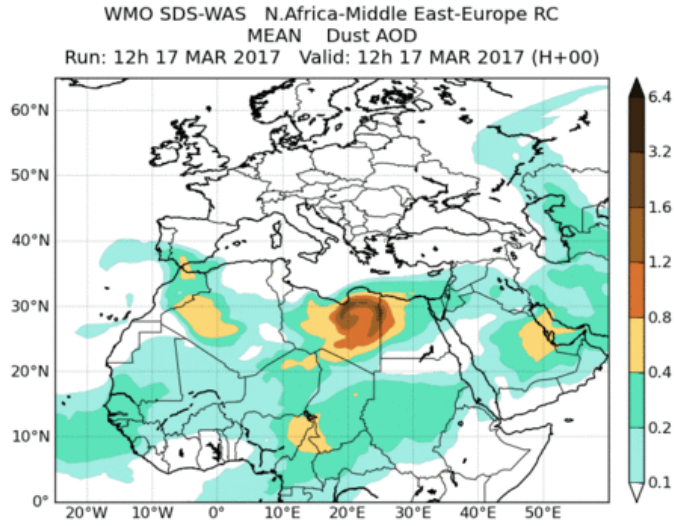 WMO SDS-WAS N.Africa-Middle East-Europe RC
MEAN Dust AOD
Run: 12h 17 MAR 2017 Valid: 12h 17 MAR 2017 (H+00)
60°N
50°N
40°N
30°N
20°N
10°N
0°
20°W
10°W
0°
10°E
20°E
30°E
40°E
50°E
6.4
3.2
1.6
1.2
0.8
0.4
0.2
0.1